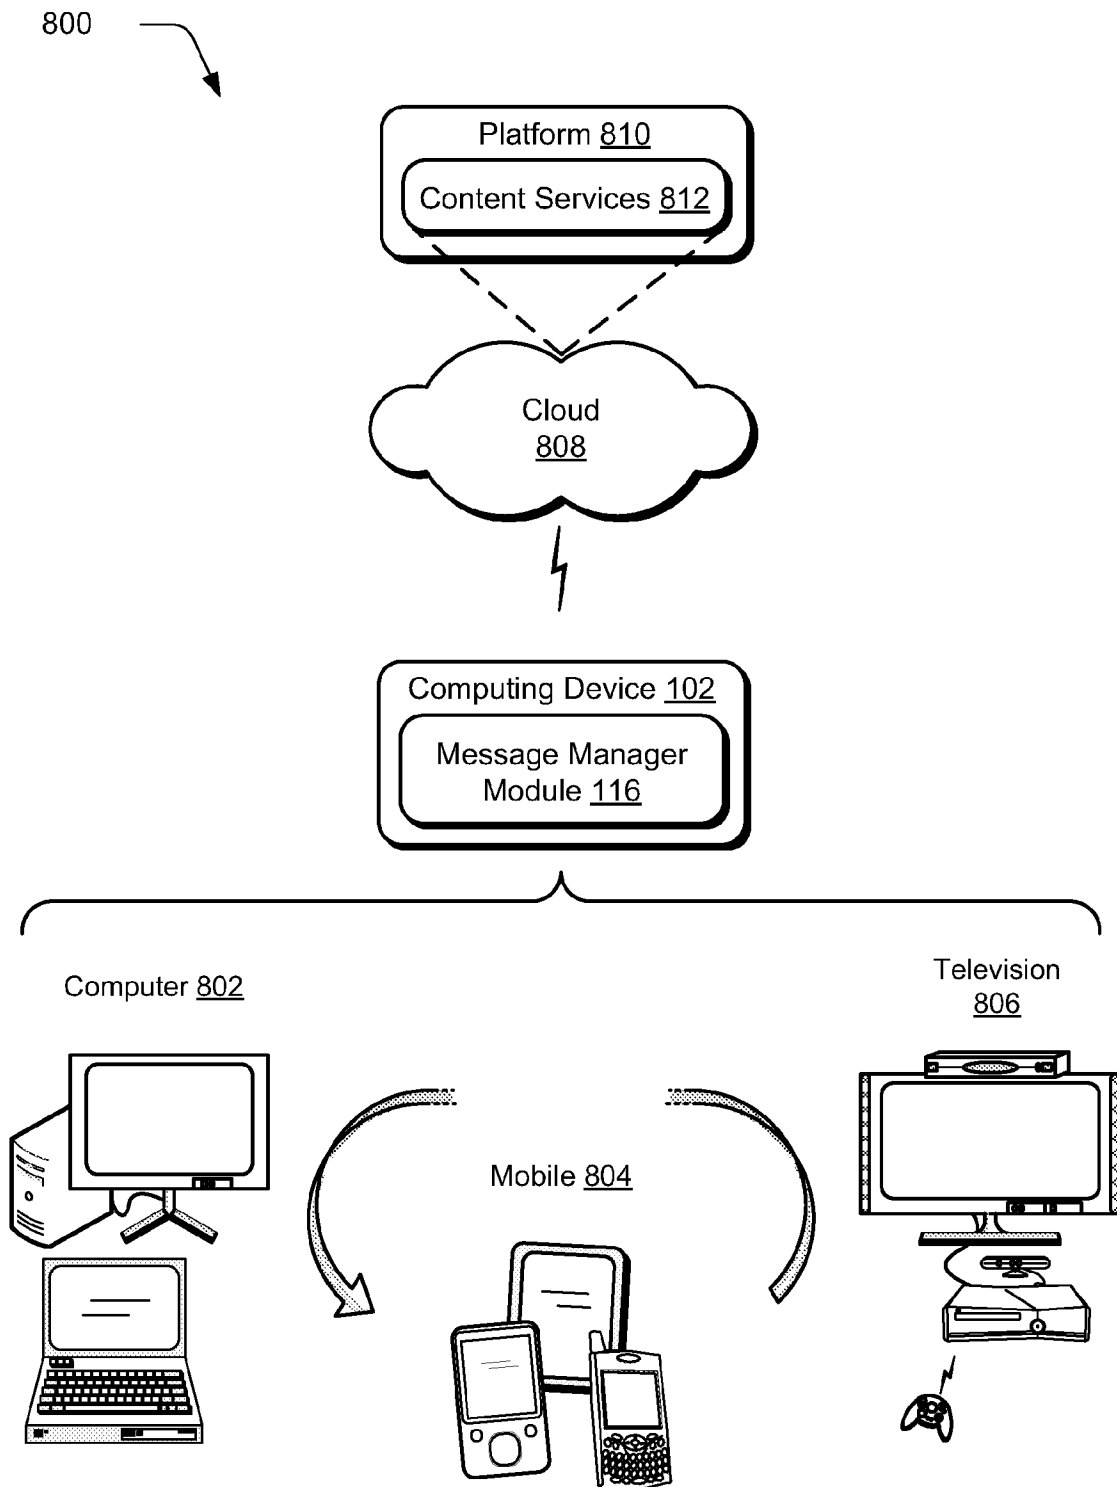 800
Platform 810
Content Services 812
Cloud
808
Computing Device 102
Message Manager
Module 116
Computer 802
Television
806
Mobile 804